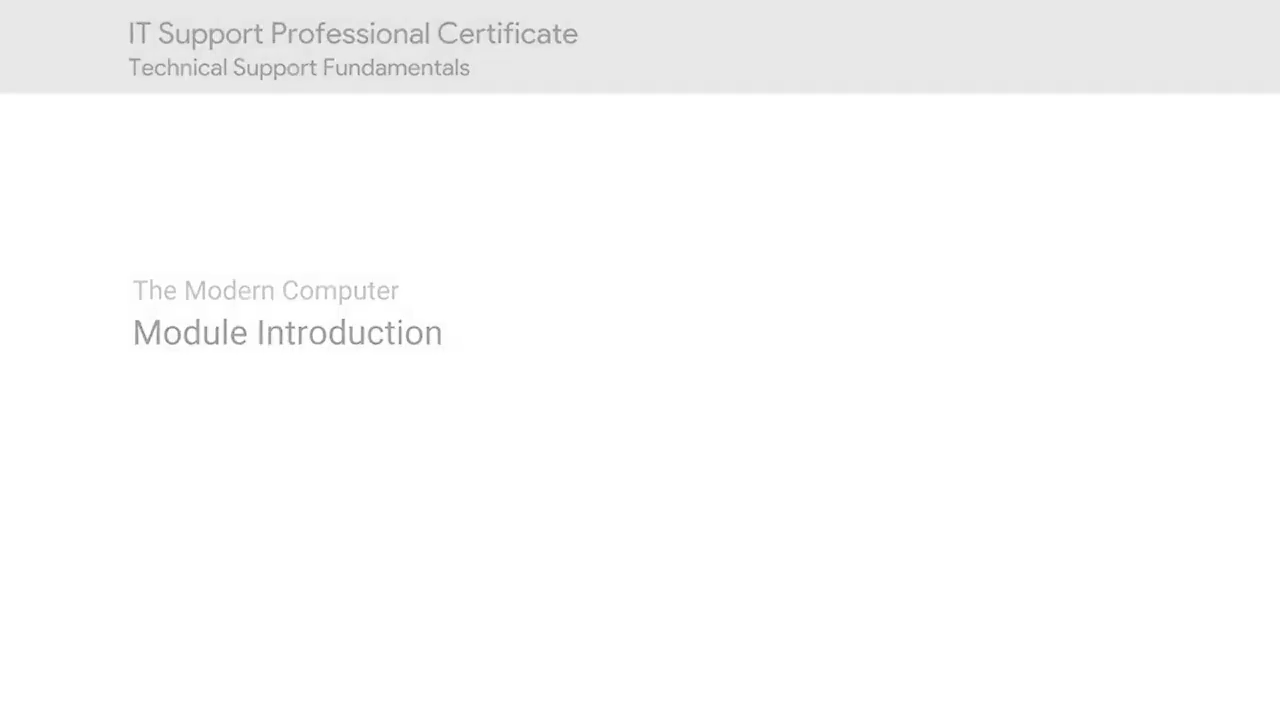 IT Support Professional Certificate
Technical Support Fundamentals
The Modern Computer
Module Introduction